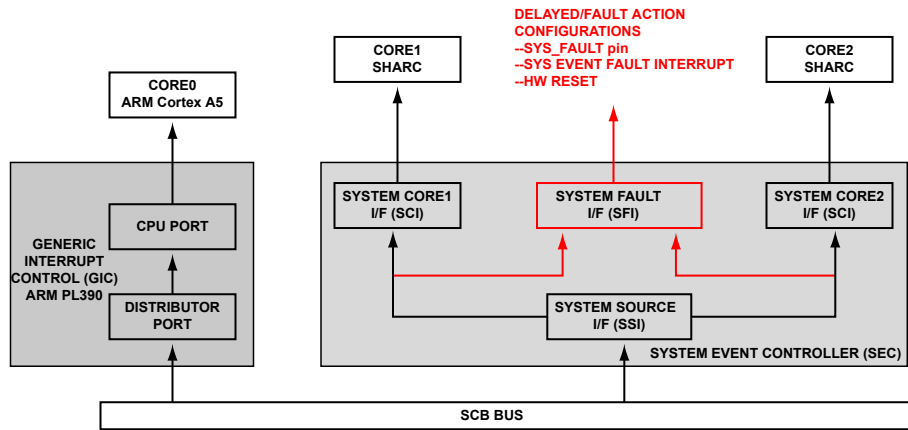 DELAYED/FAULT ACTION
CONFIGURATIONS
--SYS_FAULT pin
--SYS EVENT FAULT INTERRUPT
--HW RESET
CORE1
SHARC
CORE2
SHARC
CORE0
ARM Cortex A5
SYSTEM CORE1
I/F (SCI)
SYSTEM FAULT
I/F (SFI)
SYSTEM CORE2
I/F (SCI)
CPU PORT
GENERIC
INTERRUPT
CONTROL (GIC)
ARM PL390
DISTRIBUTOR
PORT
SYSTEM SOURCE
I/F (SSI)
SYSTEM EVENT CONTROLLER (SEC)
SCB BUS